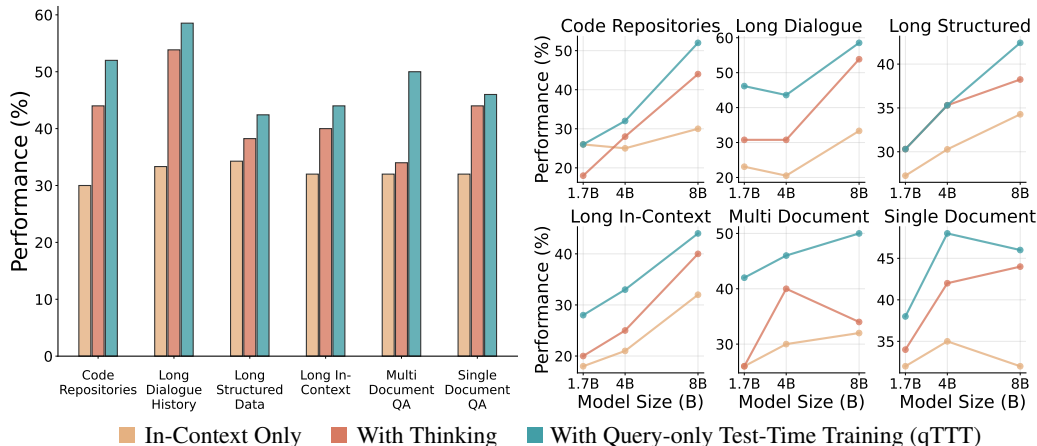 Performance (%)
60
50
40
30
20
10
0
Code
Repositories
Long
Dialogue
History
Long
Structured
Data
Long In-
Context
Multi
Document
QA
Single
Document
QA
Code Repositories
Performance (%)
50
40
30
20
1.7B 4B 8B
Long Dialogue
60
50
40
30
20
1.7B 4B 8B
Long Structured
40
35
30
1.7B 4B 8B
Long In-Context
Performance (%)
40
30
20
1.7B 4B 8B
Model Size (B)
Multi Document
50
40
30
1.7B 4B 8B
Model Size (B)
Single Document
45
40
35
1.7B 4B 8B
Model Size (B)
In-Context Only
With Thinking
With Query-only Test-Time Training (qTTT)